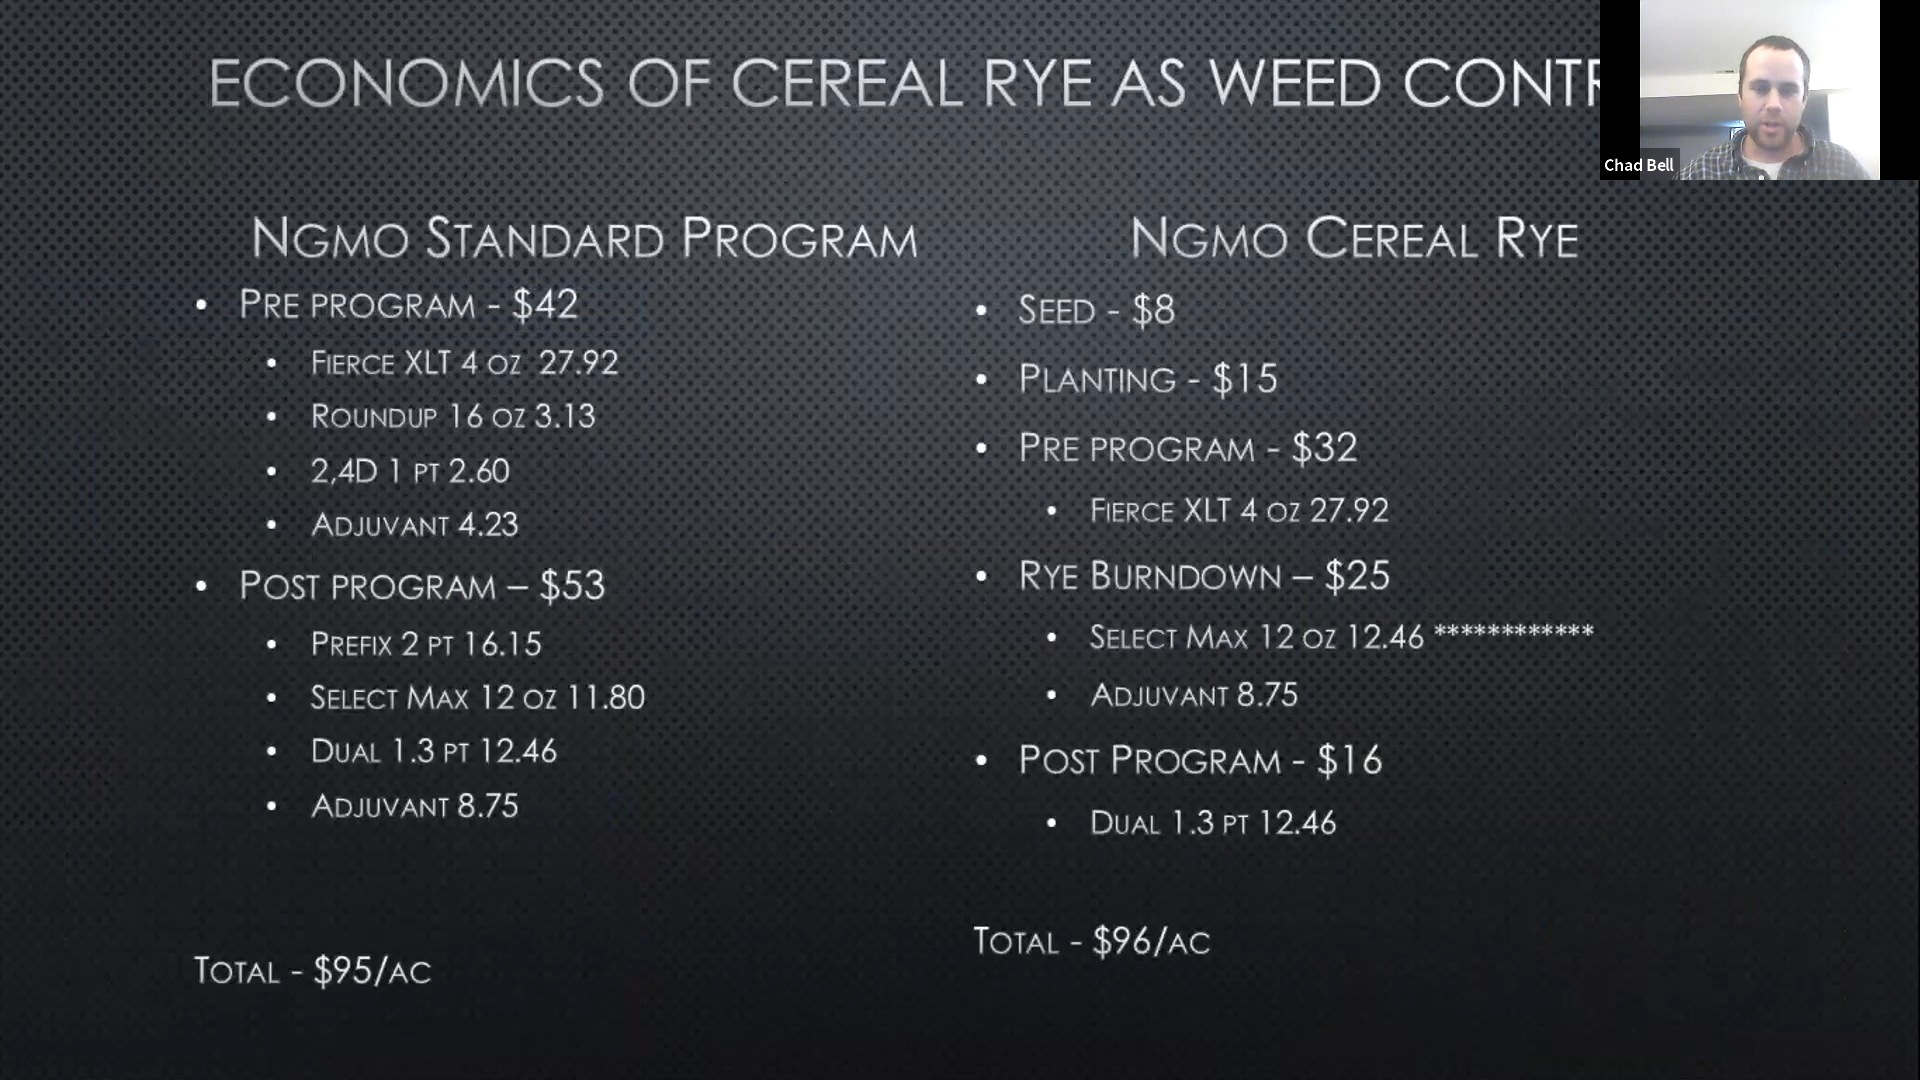 ECONOMICS OF CEREAL RYE AS WEED CONTR
Chad Bell
NGMO STANDARD PROGRAM
• PRE PROGRAM - $42
• FIERCE XLT 4 OZ 27.92
• ROUNDUP 16 OZ 3.13
• 2,4D 1 PT 2.60
• ADJUVANT 4.23
• POST PROGRAM – $53
• PREFIX 2 PT 16.15
• SELECT MAX 12 OZ 11.80
• DUAL 1.3 PT 12.46
• ADJUVANT 8.75
TOTAL - $95/AC
NGMO CEREAL RYE
• SEED - $8
• PLANTING - $15
• PRE PROGRAM - $32
• FIERCE XLT 4 OZ 27.92
• RYE BURNDOWN – $25
• SELECT MAX 12 OZ 12.46 ************
• ADJUVANT 8.75
• POST PROGRAM - $16
• DUAL 1.3 PT 12.46
TOTAL - $96/AC